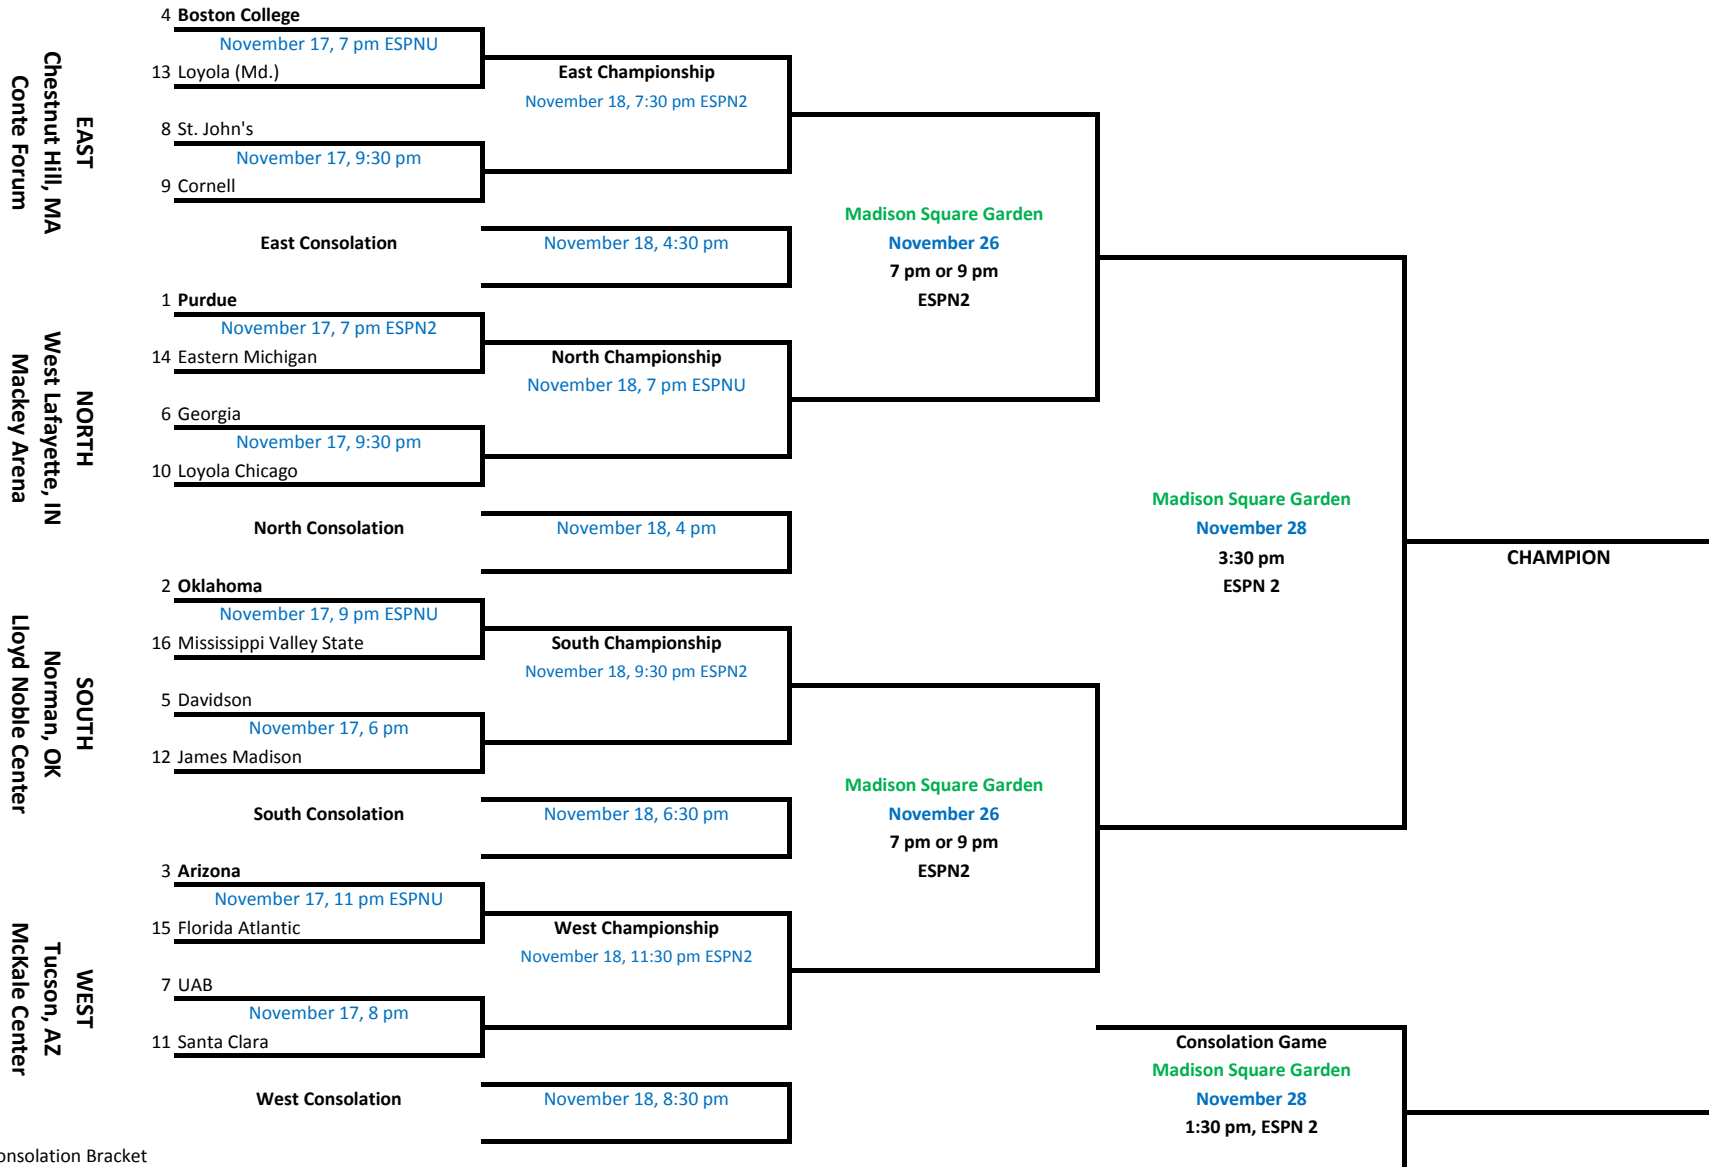 EAST
Chestnut Hill, MA
Conte Forum
4 Boston College
November 17, 7 pm ESPNU
13 Loyola (Md.)
East Championship
November 18, 7:30 pm ESPN2
8 St. John's
November 17, 9:30 pm
9 Cornell
East Consolation
November 18, 4:30 pm
Madison Square Garden
November 26
7 pm or 9 pm
ESPN2
NORTH
West Lafayette, IN
Mackey Arena
1 Purdue
November 17, 7 pm ESPN2
14 Eastern Michigan
North Championship
November 18, 7 pm ESPNU
6 Georgia
November 17, 9:30 pm
10 Loyola Chicago
North Consolation
November 18, 4 pm
Madison Square Garden
November 28
3:30 pm
ESPN 2
CHAMPION
SOUTH
Norman, OK
Lloyd Noble Center
2 Oklahoma
November 17, 9 pm ESPNU
16 Mississippi Valley State
South Championship
November 18, 9:30 pm ESPN2
5 Davidson
November 17, 6 pm
12 James Madison
South Consolation
November 18, 6:30 pm
Madison Square Garden
November 26
7 pm or 9 pm
ESPN2
WEST
Tucson, AZ
McKale Center
3 Arizona
November 17, 11 pm ESPNU
15 Florida Atlantic
West Championship
November 18, 11:30 pm ESPN2
7 UAB
November 17, 8 pm
11 Santa Clara
West Consolation
November 18, 8:30 pm
Consolation Game
Madison Square Garden
November 28
1:30 pm, ESPN 2
onsolation Bracket